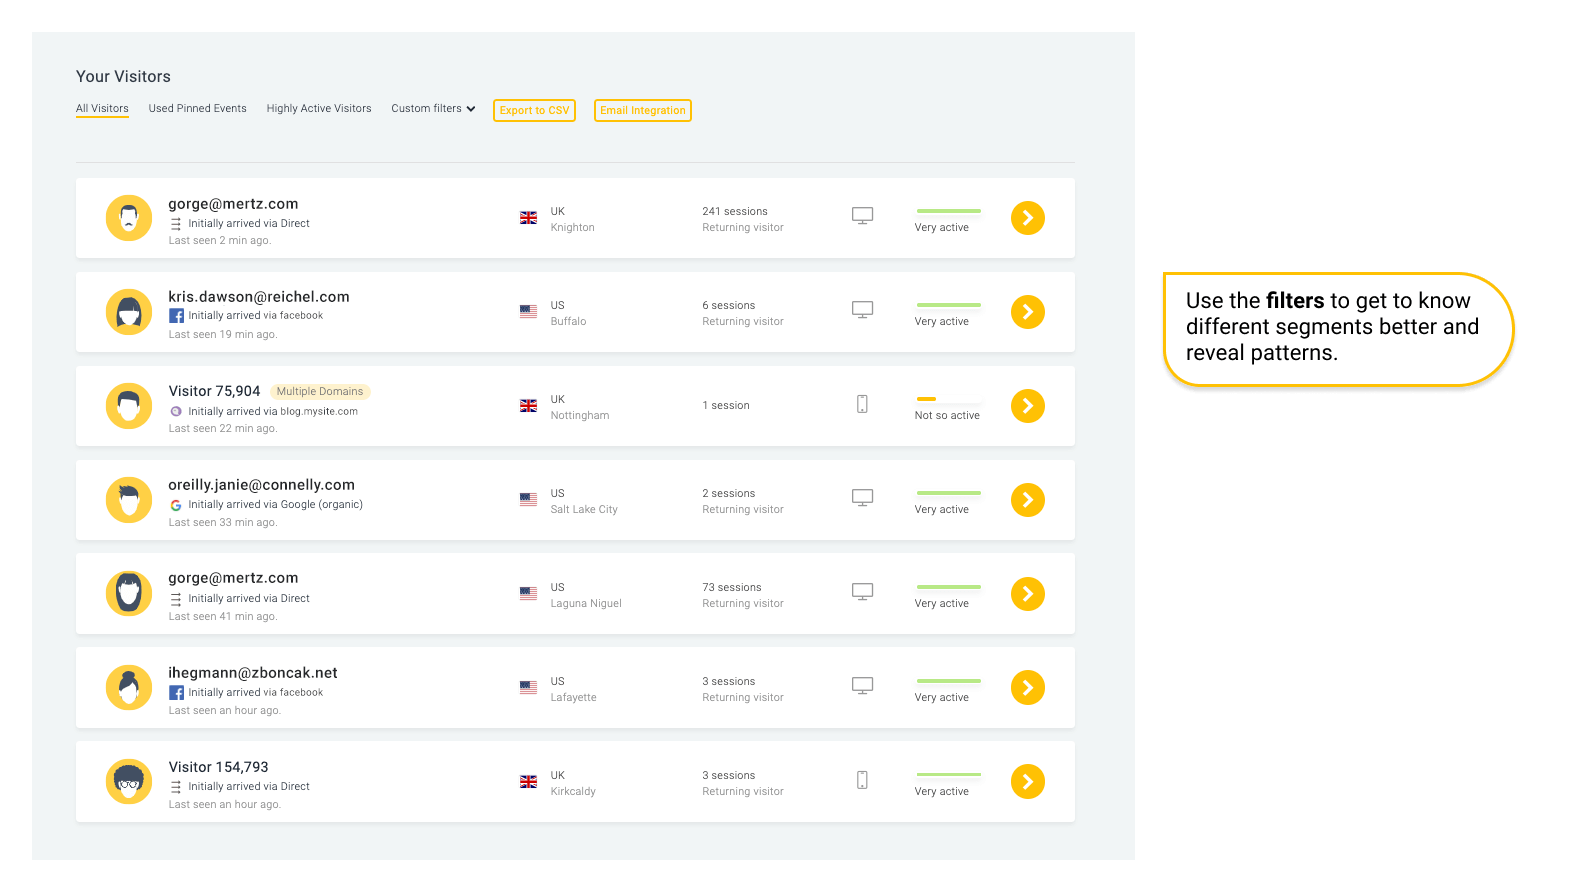 Your Visitors
All Visitors Used Pinned Events Highly Active Visitors Custom filters Export to CSV Email Integration
gorge@mertz.com
Initially arrived via Direct
Last seen 2 min ago.
UK
Knighton
241 sessions
Returning visitor
Very active
kris.dawson@reichel.com
Initially arrived via facebook
Last seen 19 min ago.
US
Buffalo
6 sessions
Returning visitor
Very active
Visitor 75,904 Multiple Domains
Initially arrived via blog.mysite.com
Last seen 22 min ago.
UK
Nottingham
1 session
Not so active
oreilly.janie@connelly.com
Initially arrived via Google (organic)
Last seen 33 min ago.
US
Salt Lake City
2 sessions
Returning visitor
Very active
gorge@mertz.com
Initially arrived via Direct
Last seen 41 min ago.
US
Laguna Niguel
73 sessions
Returning visitor
Very active
ihegmann@zboncak.net
Initially arrived via facebook
Last seen an hour ago.
US
Lafayette
3 sessions
Returning visitor
Very active
Visitor 154,793
Initially arrived via Direct
Last seen an hour ago.
UK
Kirkcaldy
3 sessions
Returning visitor
Very active
Use the filters to get to know
different segments better and
reveal patterns.